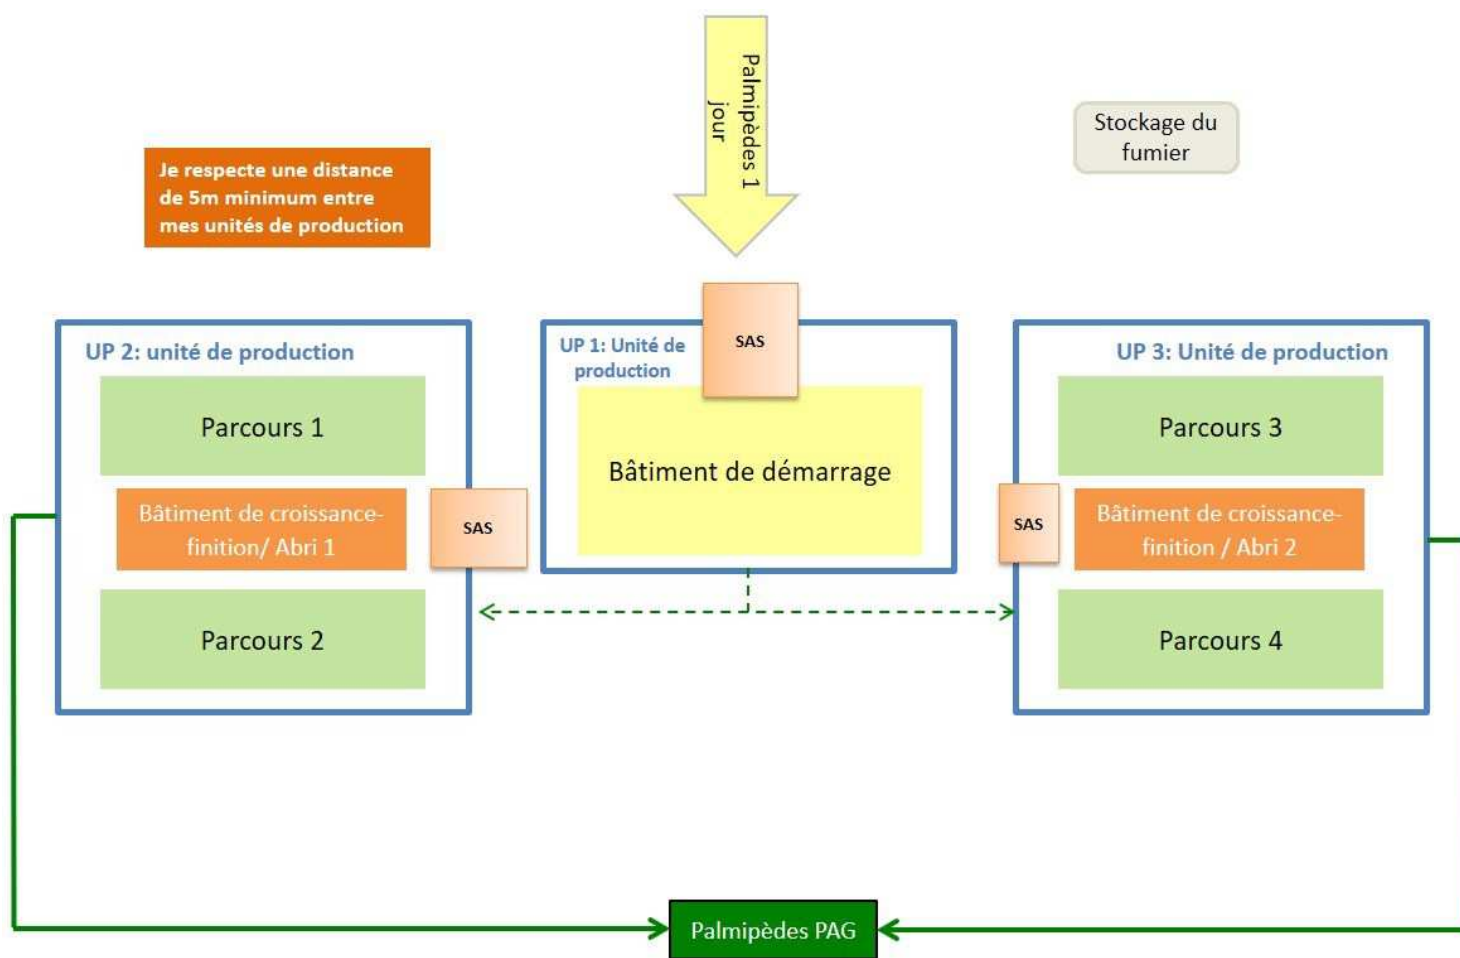 Palmipèdes 1
jour
Stockage du
fumier
Je respecte une distance
de 5m minimum entre
mes unités de production
UP 2: unité de production
Parcours 1
Bâtiment de croissance-
finition/ Abri 1
SAS
Parcours 2
UP 1: Unité de
production
SAS
Bâtiment de démarrage
UP 3: Unité de production
Parcours 3
SAS
Bâtiment de croissance-
finition / Abri 2
Parcours 4
Palmipèdes PAG